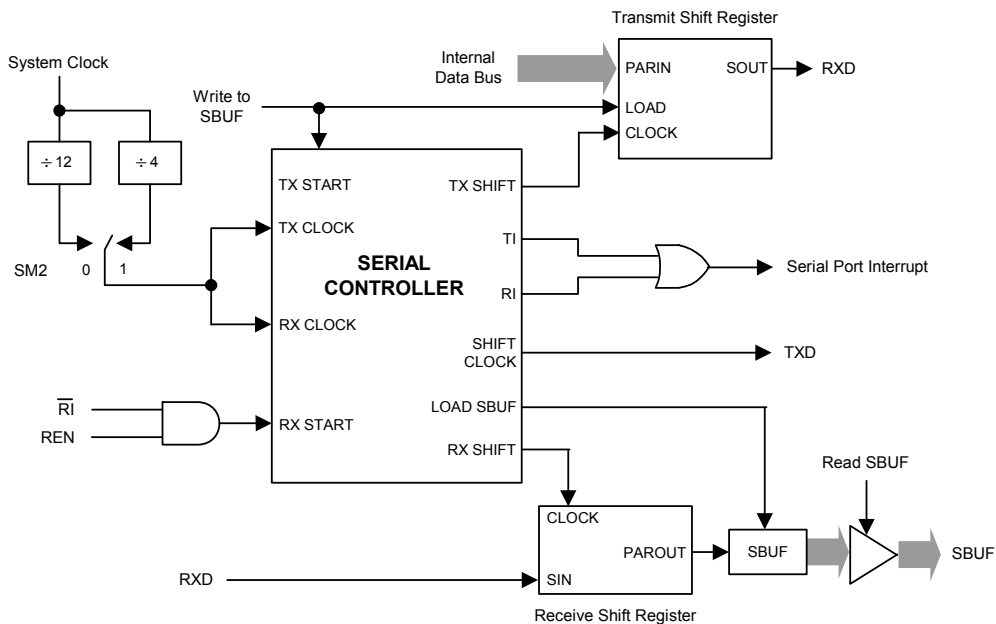 Transmit Shift Register
System Clock
Internal
Data Bus
PARIN
SOUT
RXD
Write to
SBUF
LOAD
CLOCK
÷ 12
÷ 4
TX START
TX SHIFT
TX CLOCK
TI
SERIAL
CONTROLLER
SM2
0
1
Serial Port Interrupt
RI
RX CLOCK
SHIFT
CLOCK
TXD
LOAD SBUF
R̅I̅
REN
RX START
RX SHIFT
Read SBUF
CLOCK
PAROUT
SBUF
SBUF
RXD
SIN
Receive Shift Register